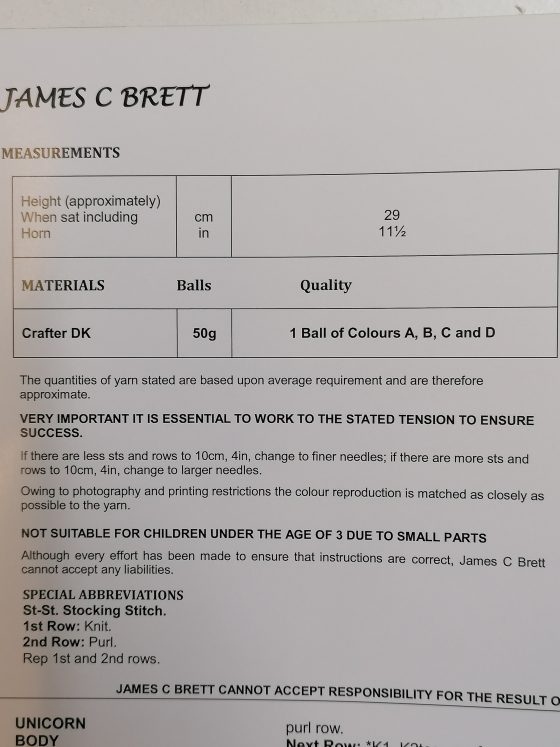 JAMES C BRETT
MEASUREMENTS
Height (approximately)
When sat including
Horn
cm
in
29
11½
MATERIALS Balls Quality
Crafter DK 50g 1 Ball of Colours A, B, C and D
The quantities of yarn stated are based upon average requirement and are therefore
approximate.
VERY IMPORTANT IT IS ESSENTIAL TO WORK TO THE STATED TENSION TO ENSURE
SUCCESS.
If there are less sts and rows to 10cm, 4in, change to finer needles; if there are more sts and
rows to 10cm, 4in, change to larger needles.
Owing to photography and printing restrictions the colour reproduction is matched as closely as
possible to the yarn.
NOT SUITABLE FOR CHILDREN UNDER THE AGE OF 3 DUE TO SMALL PARTS
Although every effort has been made to ensure that instructions are correct, James C Brett
cannot accept any liabilities.
SPECIAL ABBREVIATIONS
St-St. Stocking Stitch.
1st Row: Knit.
2nd Row: Purl.
Rep 1st and 2nd rows.
JAMES C BRETT CANNOT ACCEPT RESPONSIBILITY FOR THE RESULT O
UNICORN
BODY
purl row.
Next Row: *K1,